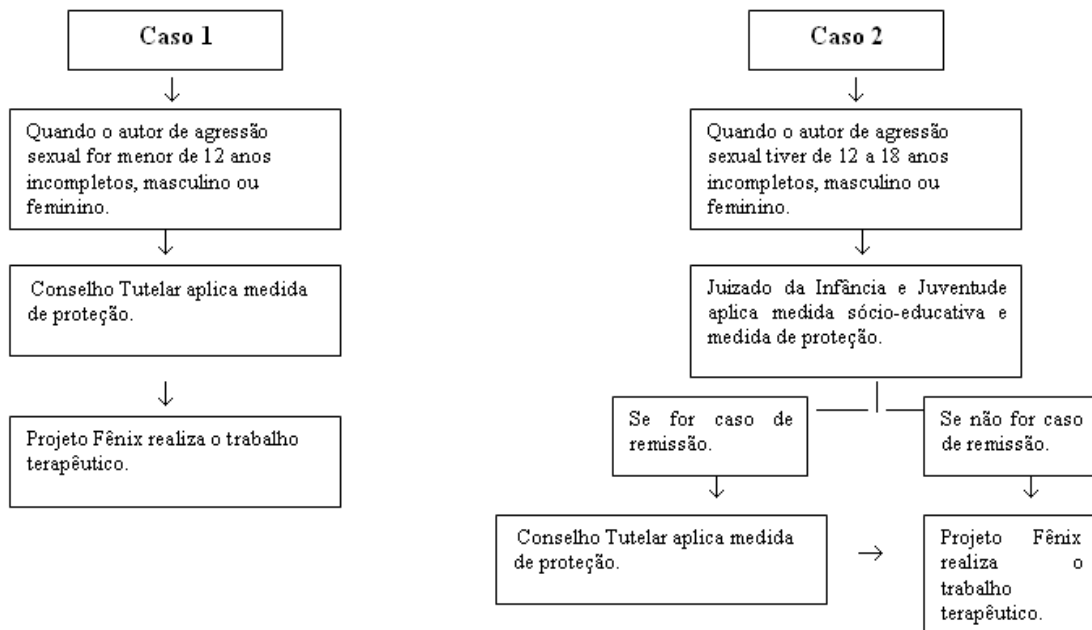 Caso 1
Quando o autor de agressão
sexual for menor de 12 anos
incompletos, masculino ou
feminino.
Conselho Tutelar aplica medida
de proteção.
Projeto Fênix realiza o trabalho
terapêutico.
Caso 2
Quando o autor de agressão
sexual tiver de 12 a 18 anos
incompletos, masculino ou
feminino.
Juizado da Infância e Juventude
aplica medida sócio-educativa e
medida de proteção.
Se for caso de
remissão.
Se não for caso
de remissão.
Conselho Tutelar aplica medida
de proteção.
Projeto Fênix
realiza o
trabalho
terapêutico.